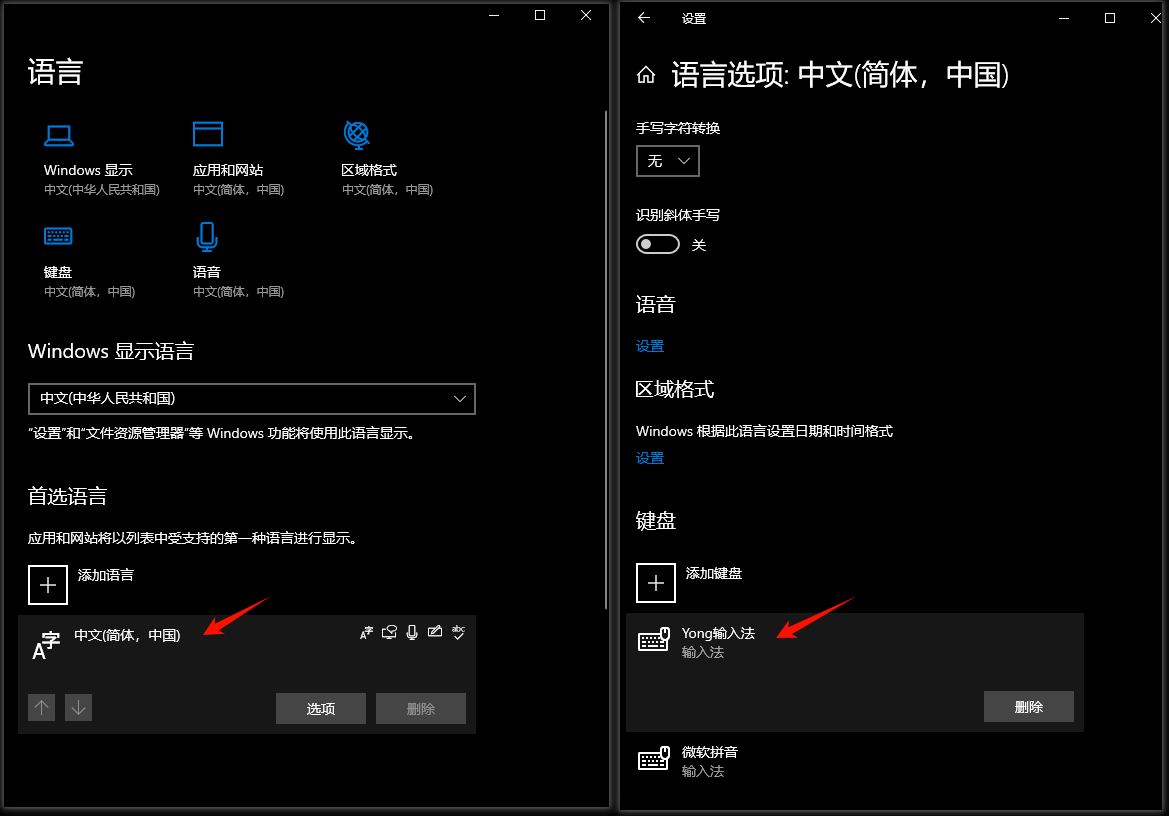 语言
Windows 显示
中文(中华人民共和国)
应用和网站
中文(简体，中国)
区域格式
中文(简体，中国)
键盘
中文(简体，中国)
语音
中文(简体，中国)
Windows 显示语言
中文(中华人民共和国)
“设置”和“文件资源管理器”等 Windows 功能将使用此语言显示。
首选语言
应用和网站将以列表中受支持的第一种语言进行显示。
添加语言
中文(简体，中国)
选项
删除
设置
语言选项: 中文(简体，中国)
手写字符转换
无
识别斜体手写
关
语音
设置
区域格式
Windows 根据此语言设置日期和时间格式
设置
键盘
添加键盘
Yong输入法
输入法
删除
微软拼音
输入法